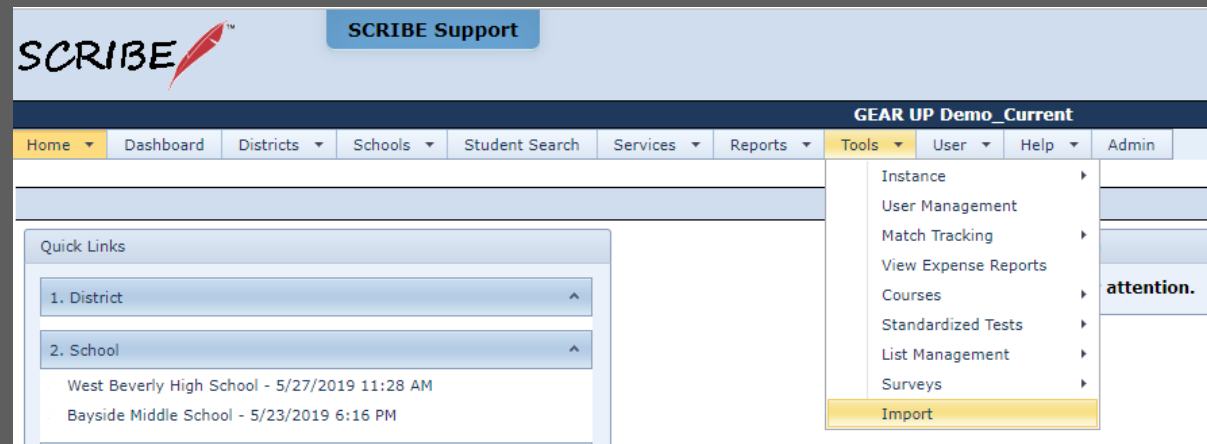 SCRIBE™
SCRIBE Support
GEAR UP Demo_Current
Home Dashboard Districts Schools Student Search Services Reports Tools User Help Admin
Instance
User Management
Match Tracking
View Expense Reports
Courses
Standardized Tests
List Management
Surveys
Import
Quick Links
1. District
2. School
West Beverly High School - 5/27/2019 11:28 AM
Bayside Middle School - 5/23/2019 6:16 PM
attention.